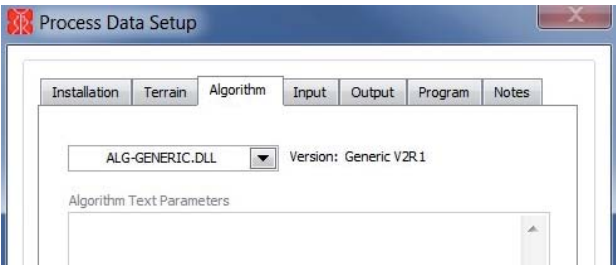 Process Data Setup
Installation Terrain Algorithm Input Output Program Notes
ALG-GENERIC.DLL Version: Generic V2R1
Algorithm Text Parameters